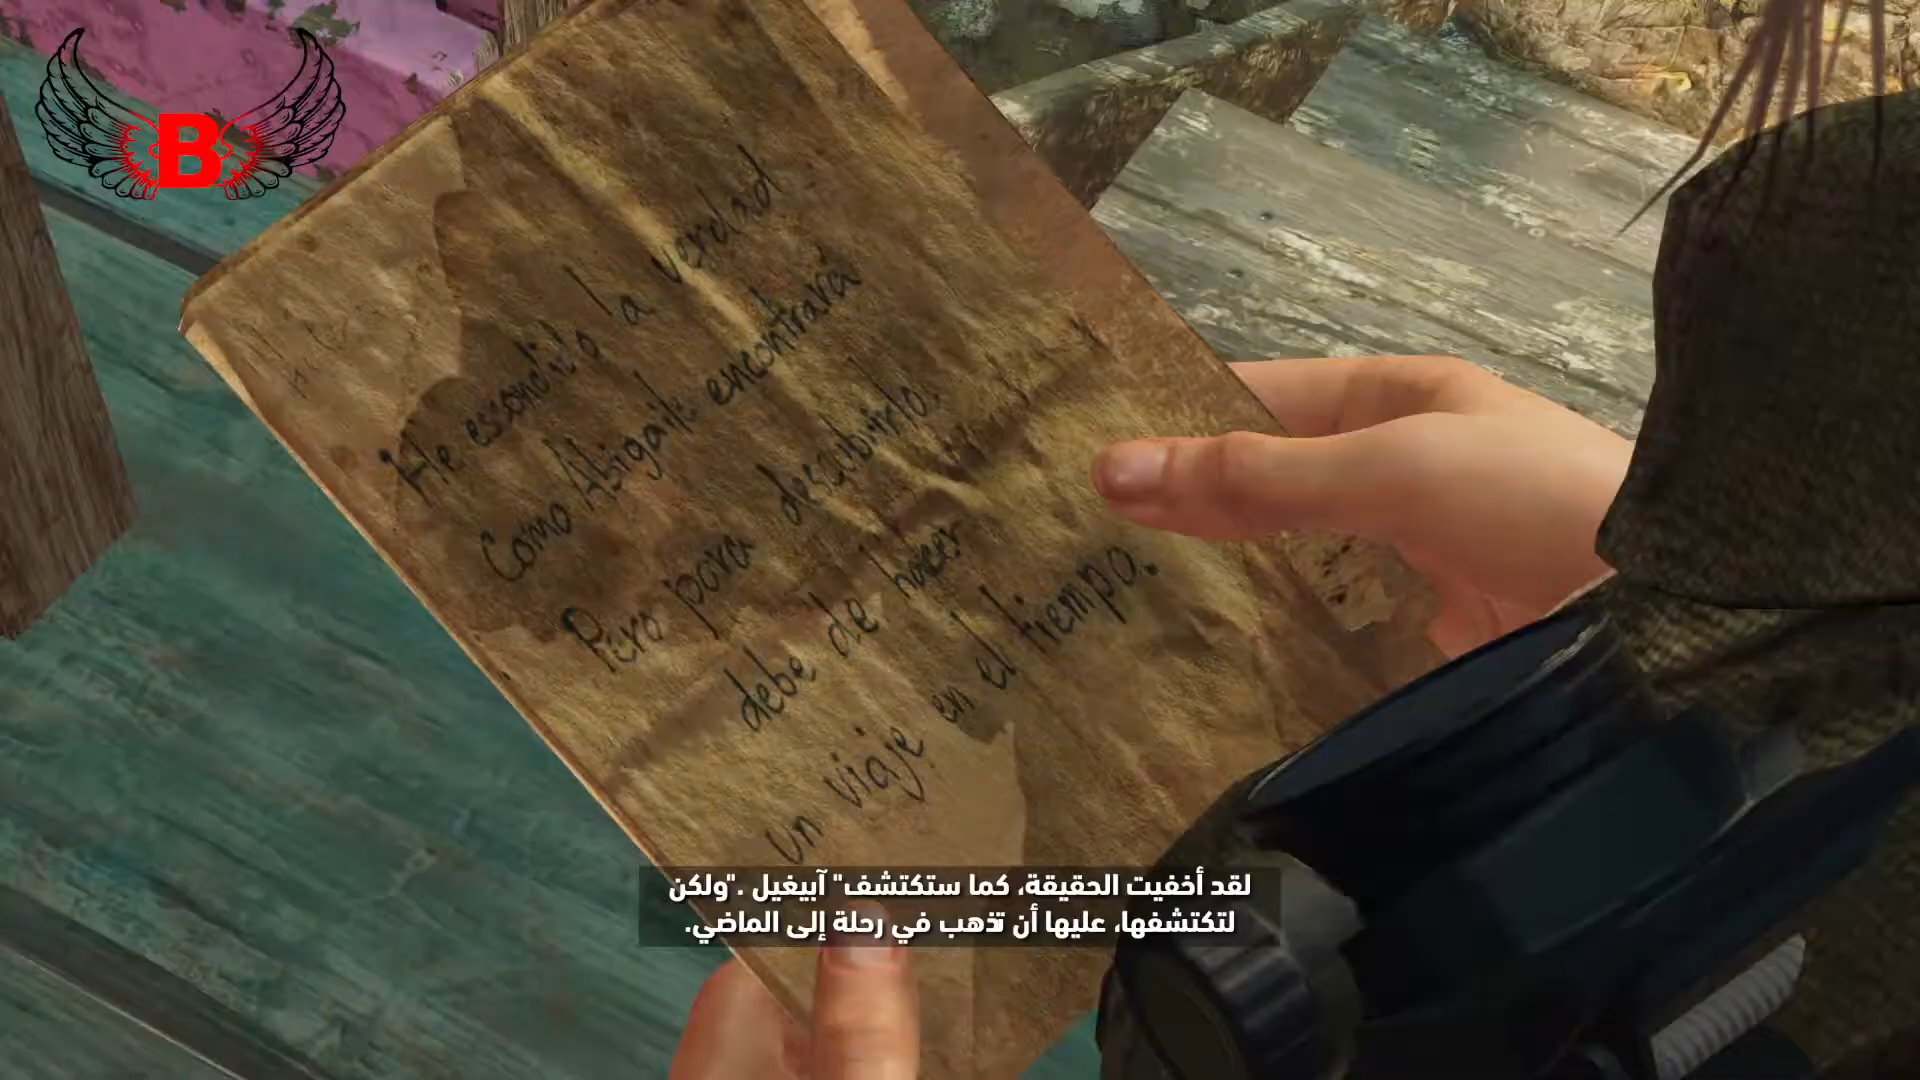 B
He escondido la verdad
Como Abigail encontrará
Pero para descubrirlo,
debe de hacer
un viaje en el tiempo.
لقد أخفيت الحقيقة، كما ستكتشف" آبيغيل ."ولكن
لتكتشفها، عليها أن تذهب في رحلة إلى الماضي.